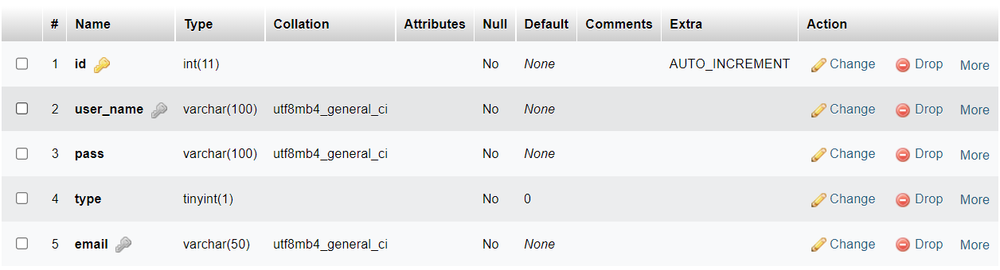 # Name Type Collation Attributes Null Default Comments Extra Action
1 id int(11) No None AUTO_INCREMENT Change Drop More
2 user_name varchar(100) utf8mb4_general_ci No None Change Drop More
3 pass varchar(100) utf8mb4_general_ci No None Change Drop More
4 type tinyint(1) No 0 Change Drop More
5 email varchar(50) utf8mb4_general_ci No None Change Drop More